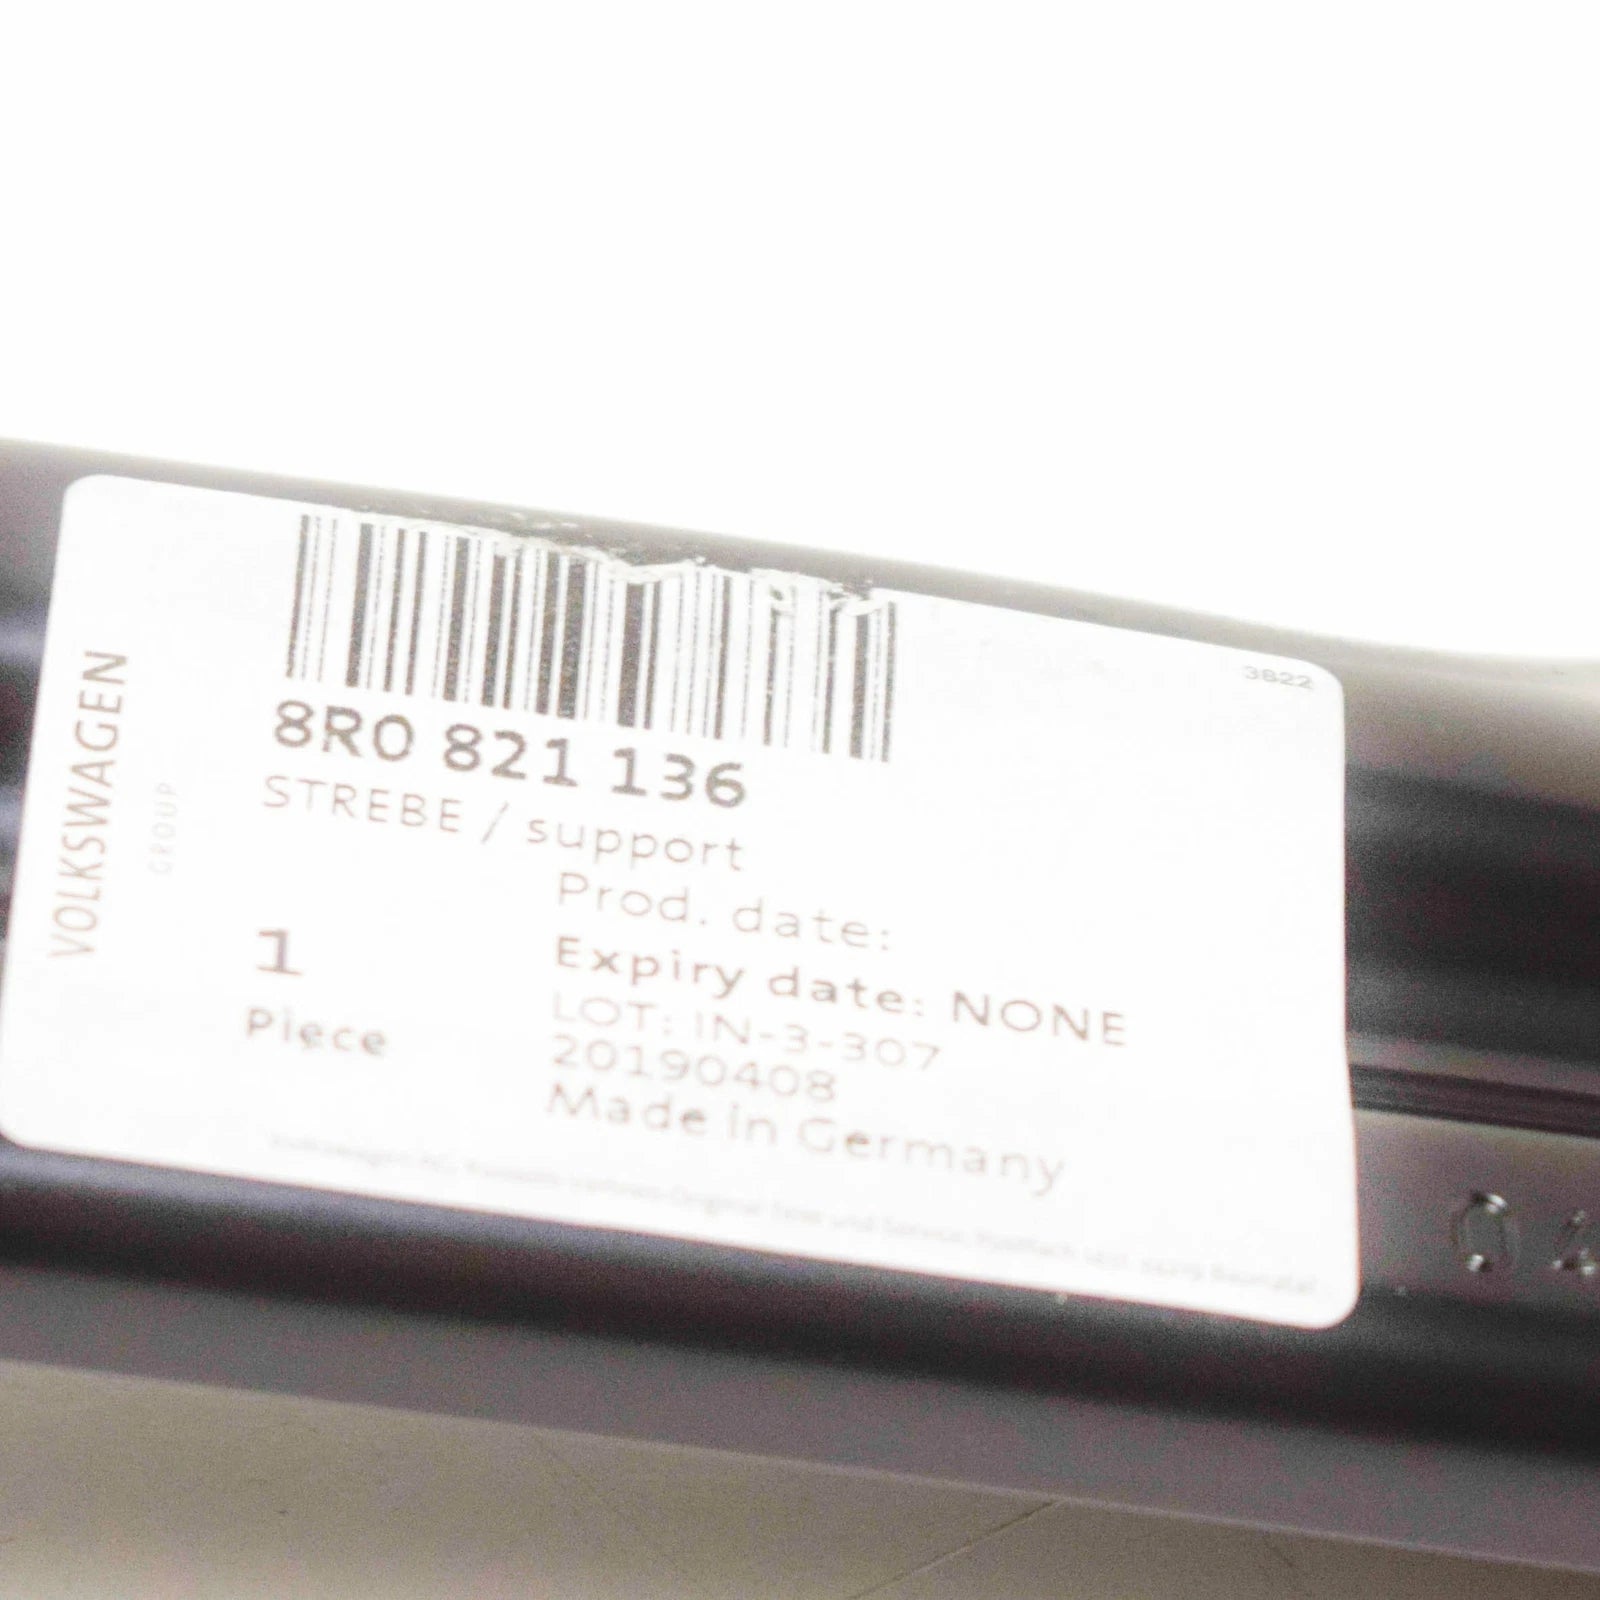 3822
8R0 821 136
STREBE / support
Prod. date:
Expiry date: NONE
1
Piece
LOT: IN-3-307
20190408
Made in Germany
VOLKSWAGEN
GROUP
04